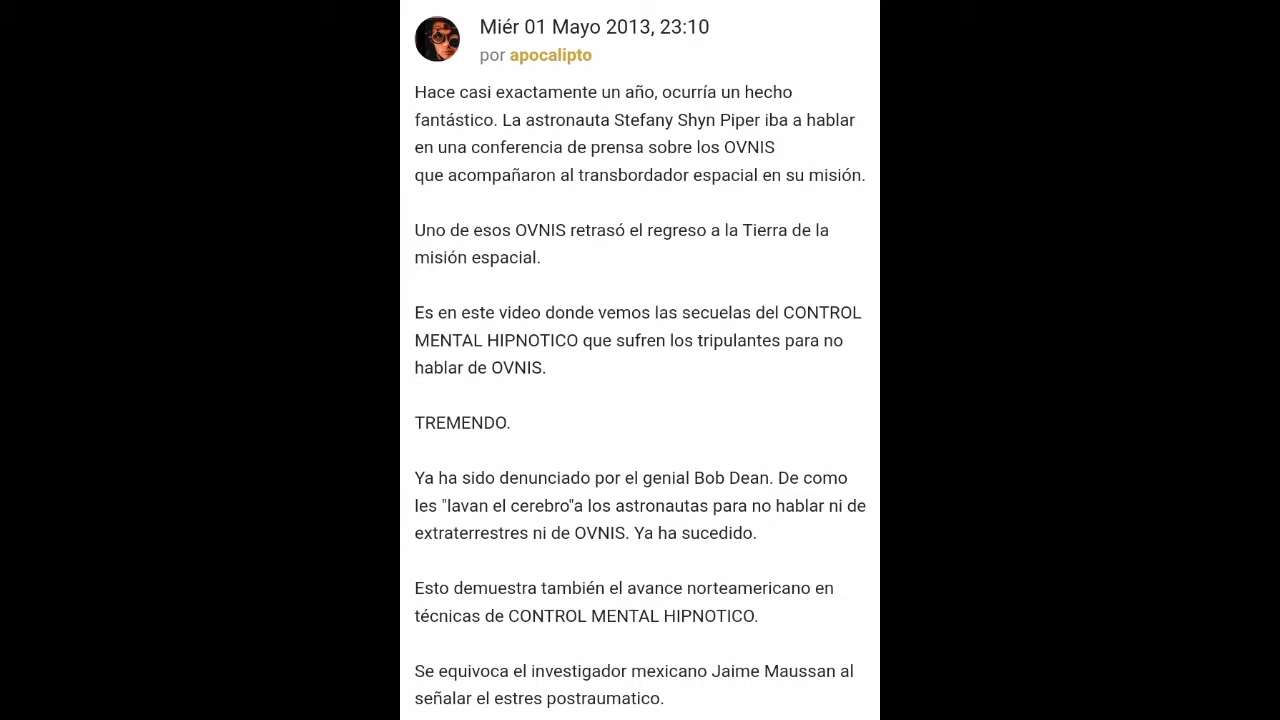 Miér 01 Mayo 2013, 23:10
por apocalipto
Hace casi exactamente un año, ocurría un hecho
fantástico. La astronauta Stefany Shyn Piper iba a hablar
en una conferencia de prensa sobre los OVNIS
que acompañaron al transbordador espacial en su misión.
Uno de esos OVNIS retrasó el regreso a la Tierra de la
misión espacial.
Es en este video donde vemos las secuelas del CONTROL
MENTAL HIPNOTICO que sufren los tripulantes para no
hablar de OVNIS.
TREMENDO.
Ya ha sido denunciado por el genial Bob Dean. De como
les "lavan el cerebro"a los astronautas para no hablar ni de
extraterrestres ni de OVNIS. Ya ha sucedido.
Esto demuestra también el avance norteamericano en
técnicas de CONTROL MENTAL HIPNOTICO.
Se equivoca el investigador mexicano Jaime Maussan al
señalar el estres postraumatico.